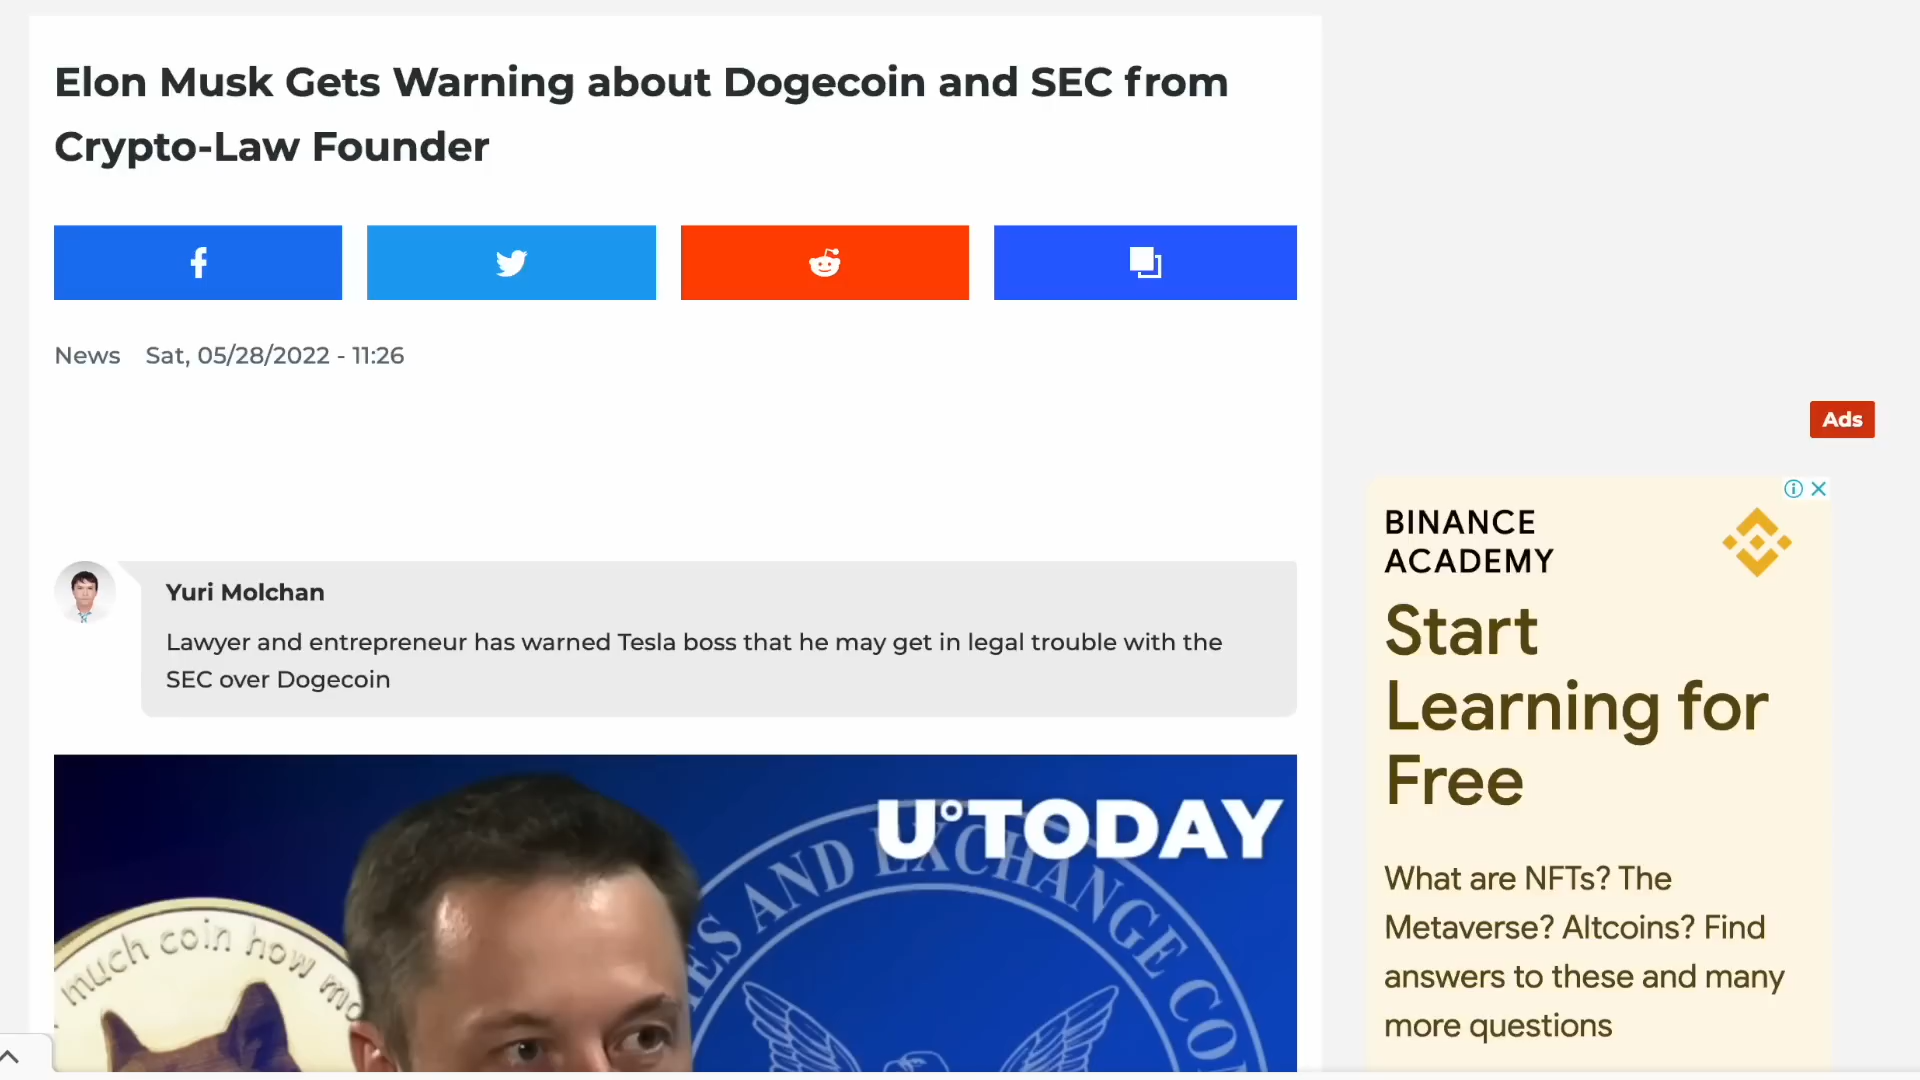 Elon Musk Gets Warning about Dogecoin and SEC from
Crypto-Law Founder
News Sat, 05/28/2022 - 11:26
Yuri Molchan
Lawyer and entrepreneur has warned Tesla boss that he may get in legal trouble with the
SEC over Dogecoin
U°TODAY
much coin how
AND EXCHANGE
Ads
BINANCE
ACADEMY
Start
Learning for
Free
What are NFTs? The
Metaverse? Altcoins? Find
answers to these and many
more questions